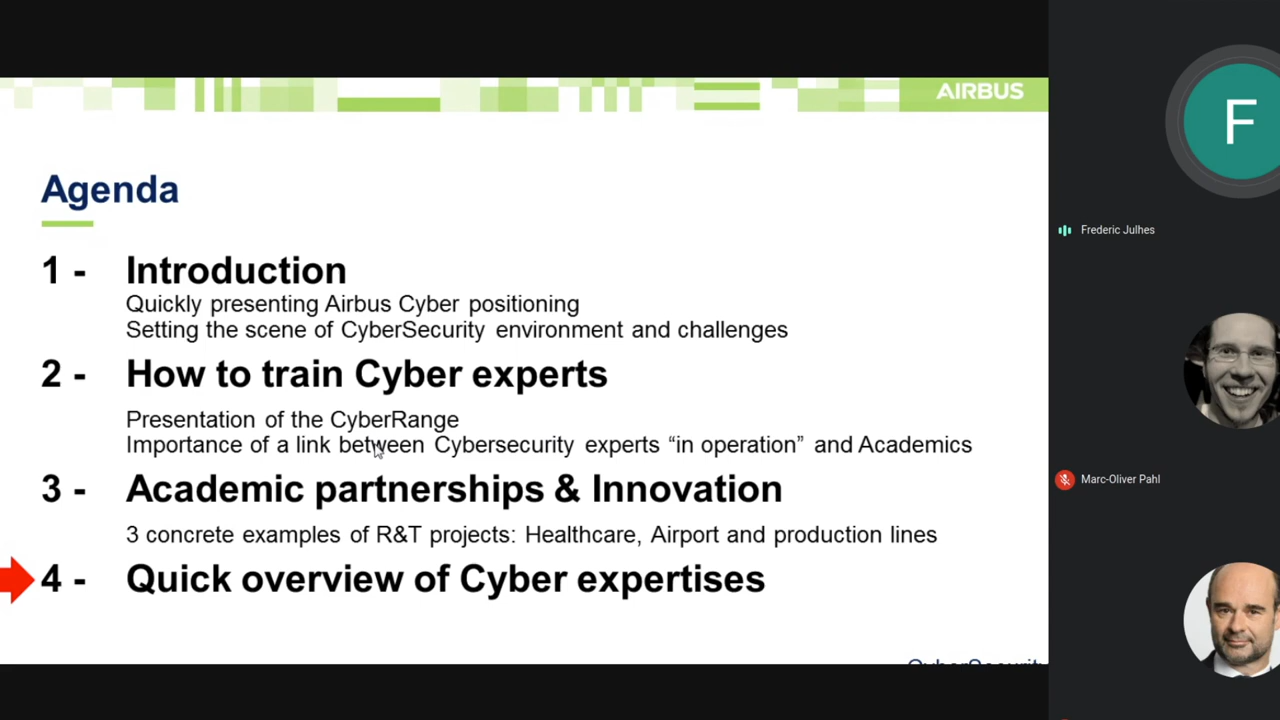 AIRBUS
Agenda
1 - Introduction
Quickly presenting Airbus Cyber positioning
Setting the scene of CyberSecurity environment and challenges
2 - How to train Cyber experts
Presentation of the CyberRange
Importance of a link between Cybersecurity experts “in operation” and Academics
3 - Academic partnerships & Innovation
3 concrete examples of R&T projects: Healthcare, Airport and production lines
4 - Quick overview of Cyber expertises
CyberSecurity
F
Frederic Julhes
Marc-Oliver Pahl